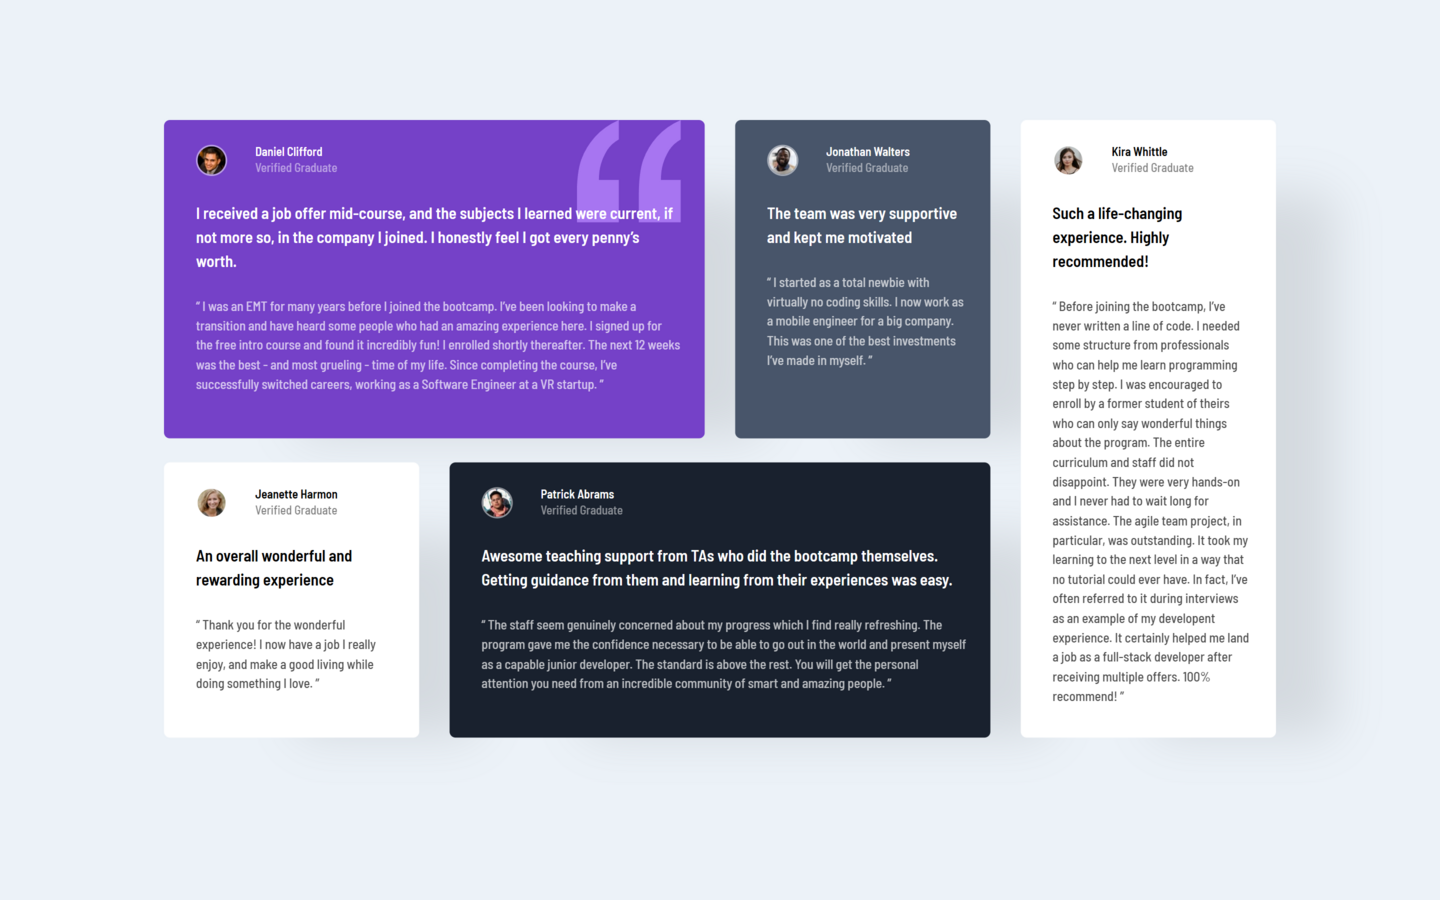 Daniel Clifford
Verified Graduate
I received a job offer mid-course, and the subjects I learned were current, if
not more so, in the company I joined. I honestly feel I got every penny’s
worth.
“ I was an EMT for many years before I joined the bootcamp. I’ve been looking to make a
transition and have heard some people who had an amazing experience here. I signed up for
the free intro course and found it incredibly fun! I enrolled shortly thereafter. The next 12 weeks
was the best - and most grueling - time of my life. Since completing the course, I’ve
successfully switched careers, working as a Software Engineer at a VR startup. ”
Jonathan Walters
Verified Graduate
The team was very supportive
and kept me motivated
“ I started as a total newbie with
virtually no coding skills. I now work as
a mobile engineer for a big company.
This was one of the best investments
I’ve made in myself. ”
Kira Whittle
Verified Graduate
Such a life-changing
experience. Highly
recommended!
“ Before joining the bootcamp, I’ve
never written a line of code. I needed
some structure from professionals
who can help me learn programming
step by step. I was encouraged to
enroll by a former student of theirs
who can only say wonderful things
about the program. The entire
curriculum and staff did not
disappoint. They were very hands-on
and I never had to wait long for
assistance. The agile team project, in
particular, was outstanding. It took my
learning to the next level in a way that
no tutorial could ever have. In fact, I’ve
often referred to it during interviews
as an example of my developent
experience. It certainly helped me land
a job as a full-stack developer after
receiving multiple offers. 100%
recommend! ”
Jeanette Harmon
Verified Graduate
An overall wonderful and
rewarding experience
“ Thank you for the wonderful
experience! I now have a job I really
enjoy, and make a good living while
doing something I love. ”
Patrick Abrams
Verified Graduate
Awesome teaching support from TAs who did the bootcamp themselves.
Getting guidance from them and learning from their experiences was easy.
“ The staff seem genuinely concerned about my progress which I find really refreshing. The
program gave me the confidence necessary to be able to go out in the world and present myself
as a capable junior developer. The standard is above the rest. You will get the personal
attention you need from an incredible community of smart and amazing people. ”